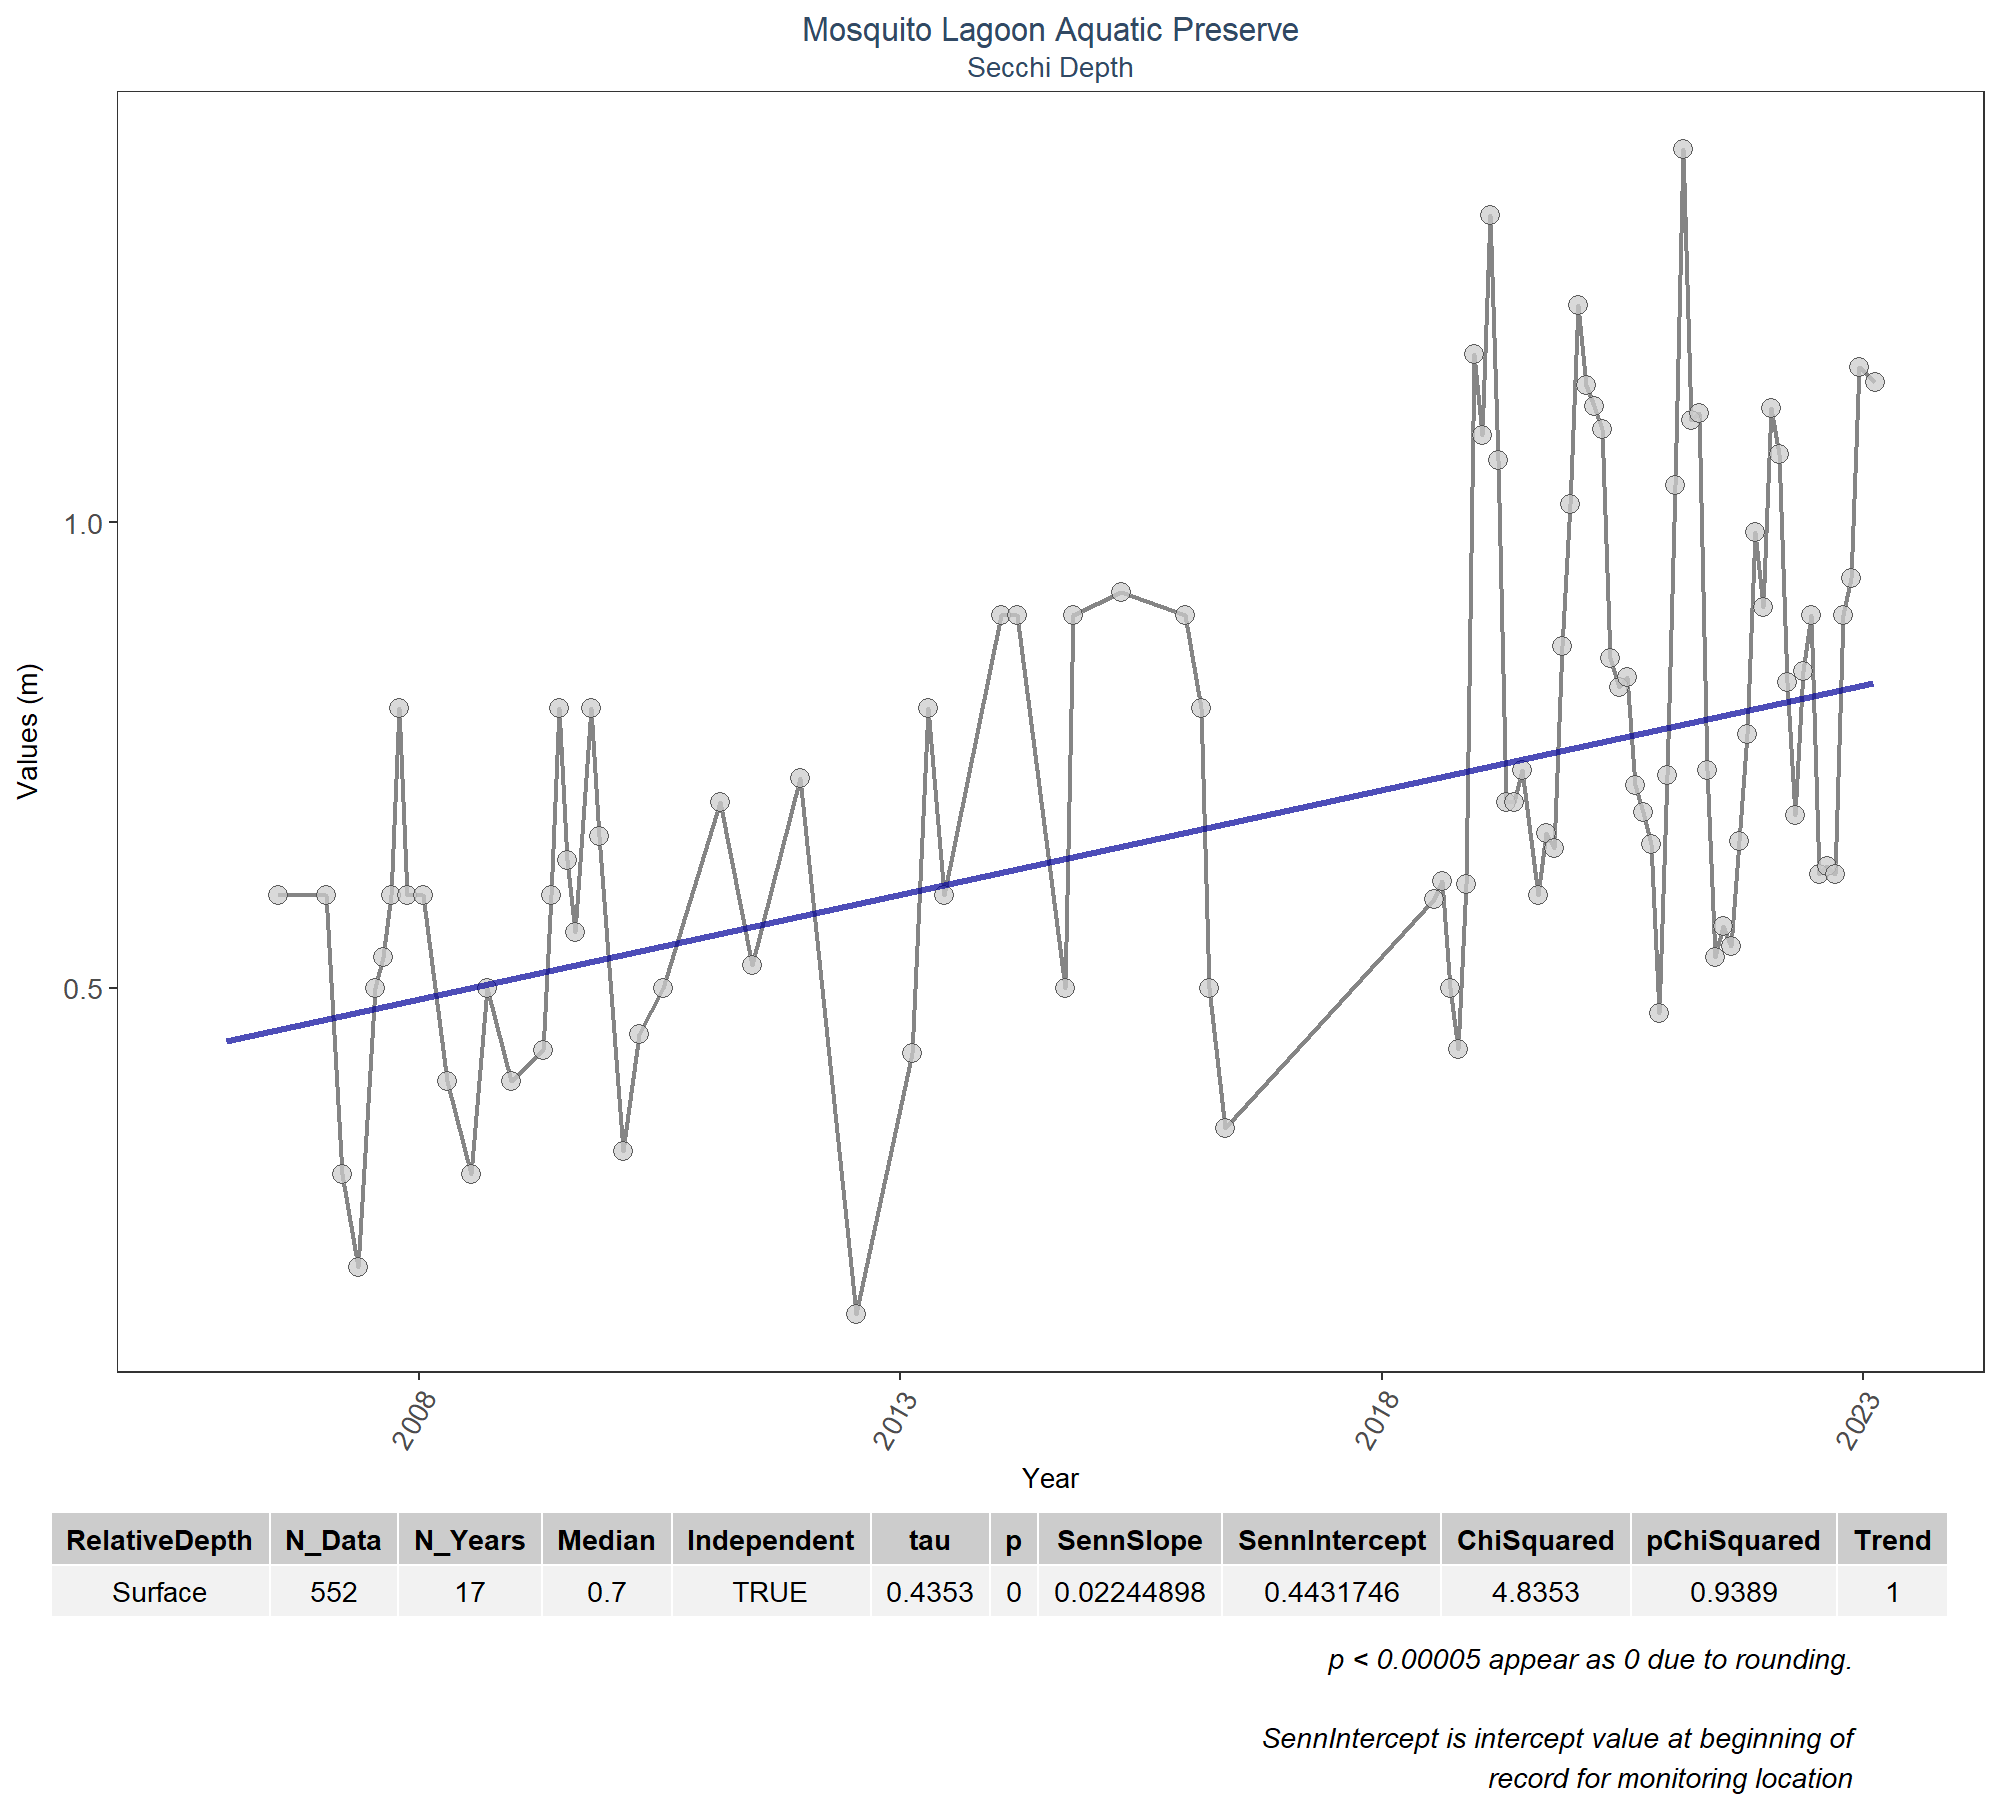 Mosquito Lagoon Aquatic Preserve
Secchi Depth
Values (m)
1.0
0.5
2008 2013 2018 2023
Year
RelativeDepth N_Data N_Years Median Independent tau p SennSlope SennIntercept ChiSquared pChiSquared Trend
Surface 552 17 0.7 TRUE 0.4353 0 0.02244898 0.4431746 4.8353 0.9389 1
p < 0.00005 appear as 0 due to rounding.
SennIntercept is intercept value at beginning of
record for monitoring location